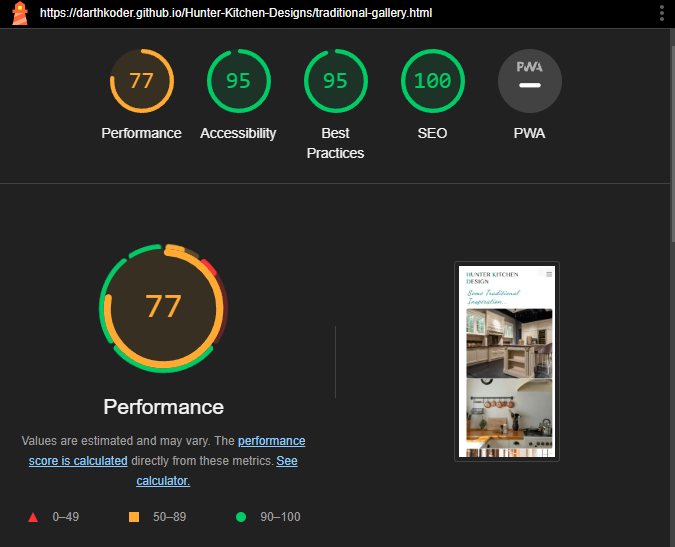 https://darthkoder.github.io/Hunter-Kitchen-Designs/traditional-gallery.html
77
95
95
100
PWA
Performance
Accessibility
Best
Practices
SEO
PWA
77
Performance
Values are estimated and may vary. The performance
score is calculated directly from these metrics. See
calculator.
0–49
50–89
90–100
HUNTER KITCHEN
DESIGN
Some Traditional
Inspiration...